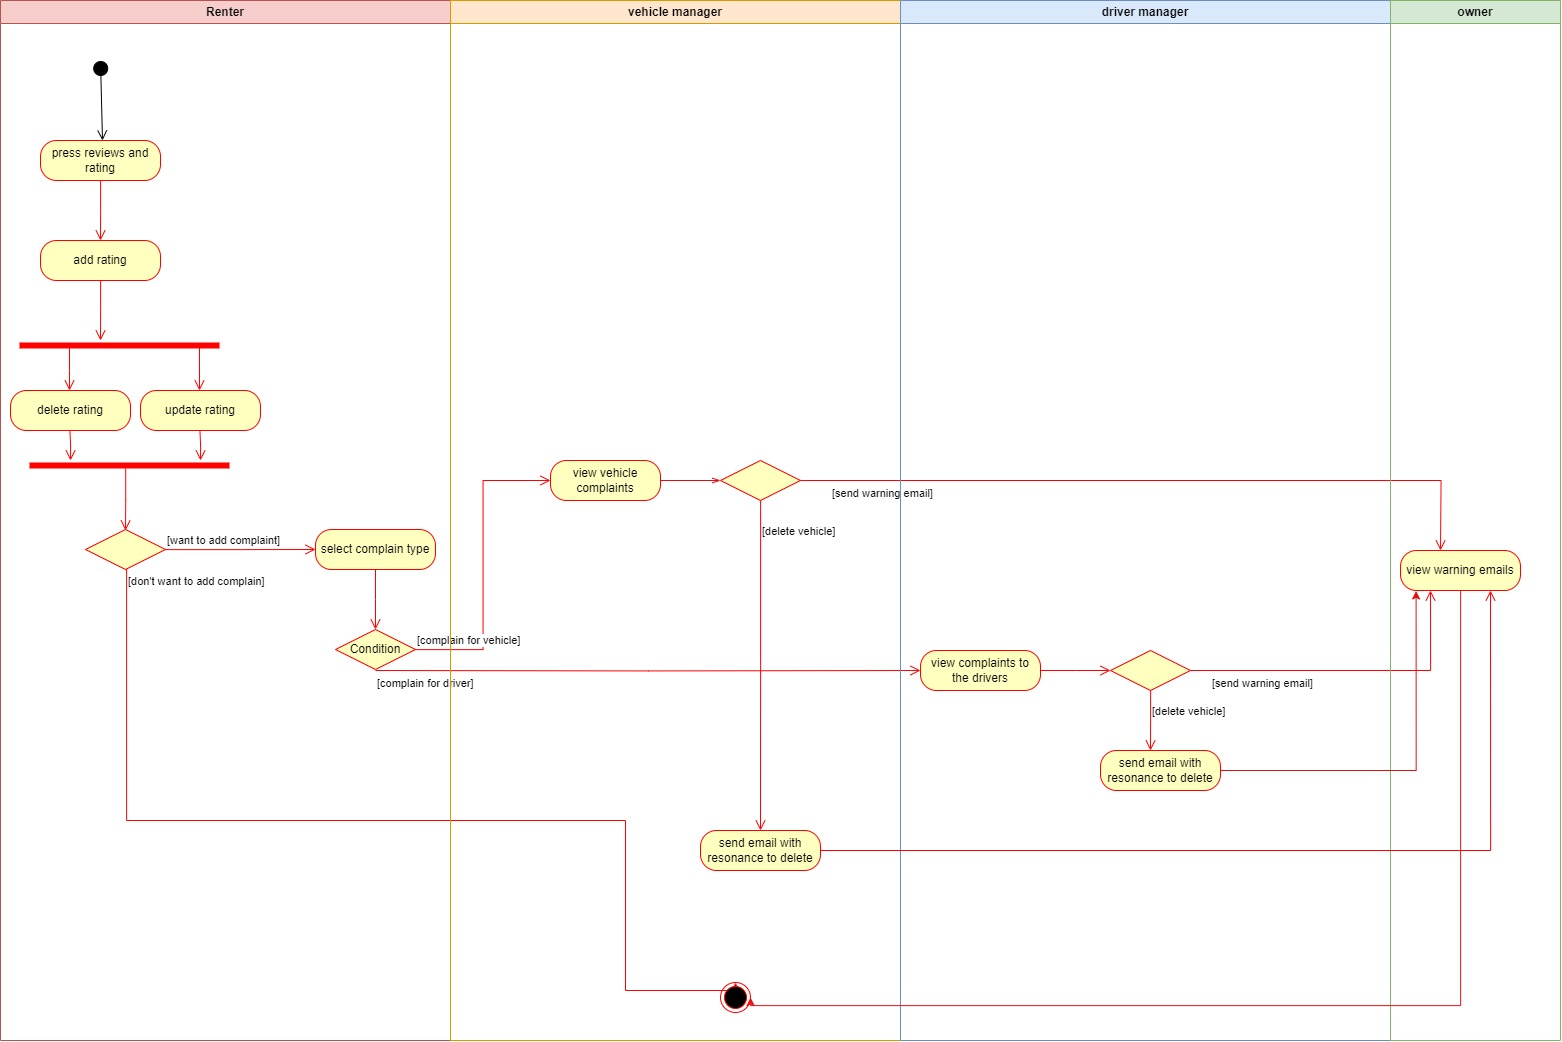 Renter
vehicle manager
driver manager
owner
press reviews and
rating
add rating
delete rating
update rating
view vehicle
complaints
[send warning email]
[delete vehicle]
[want to add complaint]
select complain type
[don't want to add complain]
view warning emails
Condition
[complain for vehicle]
[complain for driver]
view complaints to
the drivers
[send warning email]
[delete vehicle]
send email with
resonance to delete
send email with
resonance to delete